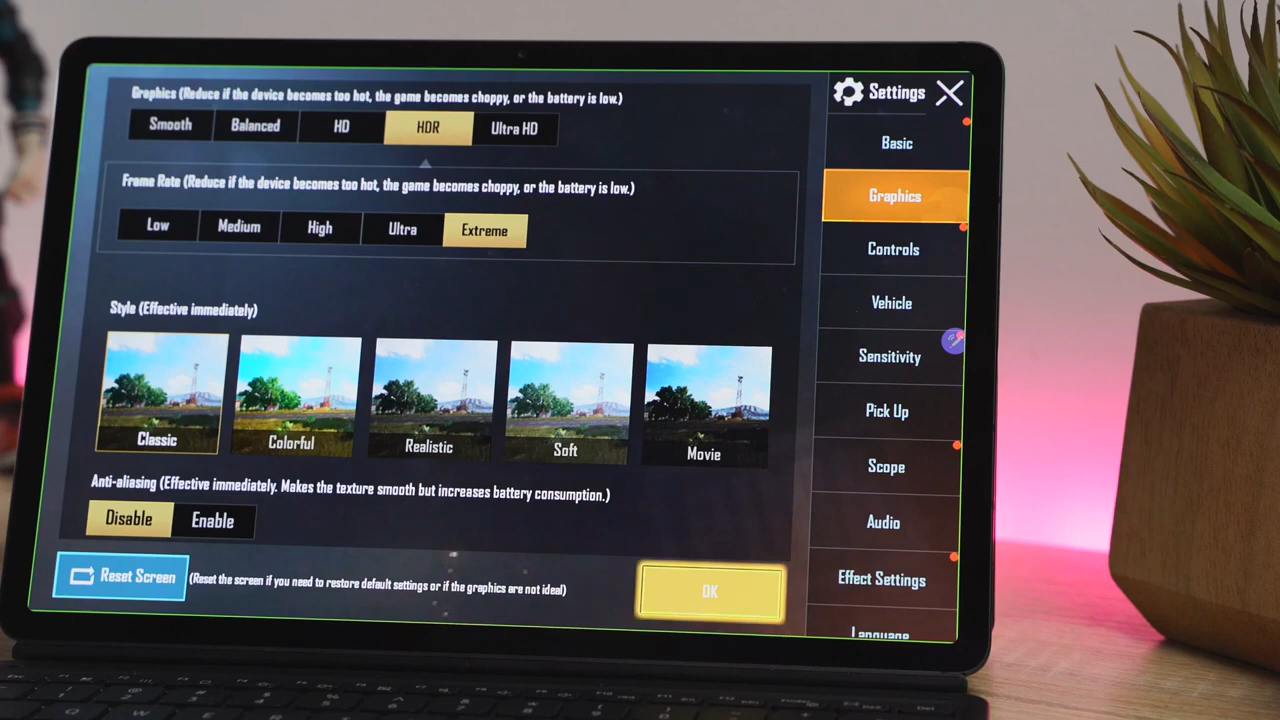 Graphics (Reduce if the device becomes too hot, the game becomes choppy, or the battery is low.)
Smooth Balanced HD HDR Ultra HD
Frame Rate (Reduce if the device becomes too hot, the game becomes choppy, or the battery is low.)
Low Medium High Ultra Extreme
Style (Effective immediately)
Classic Colorful Realistic Soft Movie
Anti-aliasing (Effective immediately. Makes the texture smooth but increases battery consumption.)
Disable Enable
Reset Screen (Reset the screen if you need to restore default settings or if the graphics are not ideal) OK
Settings
Basic
Graphics
Controls
Vehicle
Sensitivity
Pick Up
Scope
Audio
Effect Settings
Language